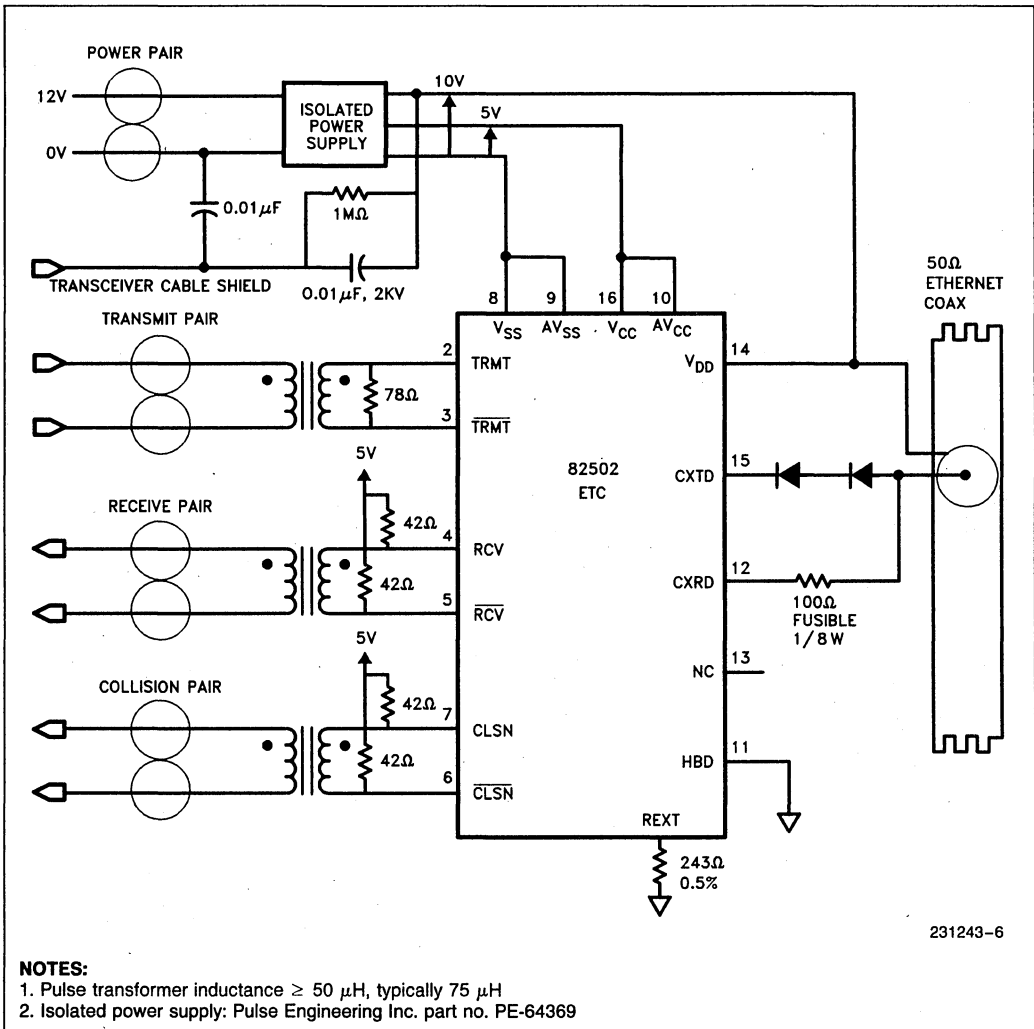 POWER PAIR
12V
0V
ISOLATED
POWER
SUPPLY
10V
5V
0.01μF
1MΩ
TRANSCEIVER CABLE SHIELD
0.01μF, 2KV
8
9
16
10
VSS
AVSS
VCC
AVCC
50Ω
ETHERNET
COAX
TRANSMIT PAIR
2
TRMT
78Ω
3
TRMT
VDD
14
82502
ETC
CXTD
15
5V
RECEIVE PAIR
42Ω
4
RCV
42Ω
5
RCV
CXRD
12
100Ω
FUSIBLE
1/8W
5V
COLLISION PAIR
42Ω
7
CLSN
42Ω
6
CLSN
NC
13
HBD
11
REXT
243Ω
0.5%
231243–6
NOTES:
1. Pulse transformer inductance ≥ 50 μH, typically 75 μH
2. Isolated power supply: Pulse Engineering Inc. part no. PE-64369